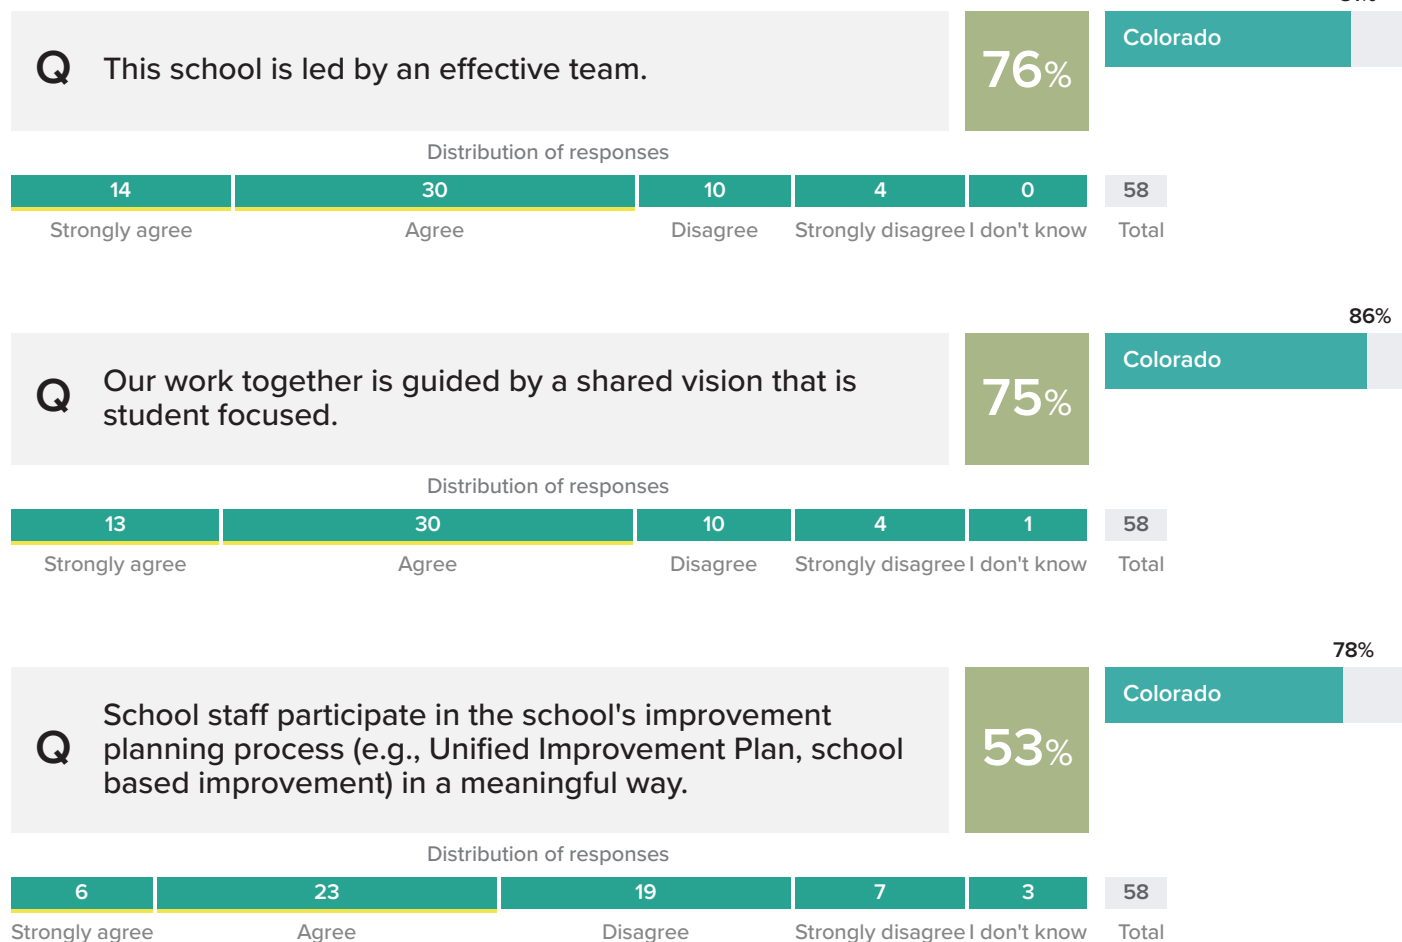 Q This school is led by an effective team.
76%
Colorado
Distribution of responses
14 30 10 4 0 58
Strongly agree Agree Disagree Strongly disagree I don't know Total
86%
Q Our work together is guided by a shared vision that is
student focused.
75%
Colorado
Distribution of responses
13 30 10 4 1 58
Strongly agree Agree Disagree Strongly disagree I don't know Total
78%
Q School staff participate in the school's improvement
planning process (e.g., Unified Improvement Plan, school
based improvement) in a meaningful way.
53%
Colorado
Distribution of responses
6 23 19 7 3 58
Strongly agree Agree Disagree Strongly disagree I don't know Total